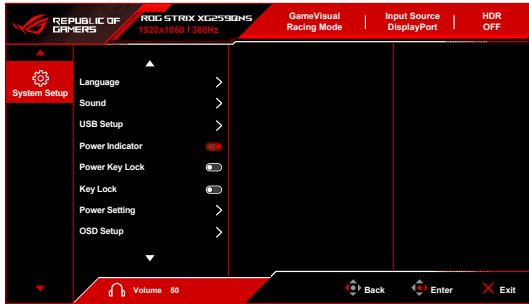 REPUBLIC OF
GAMERS
ROG STRIX XG259QNS
1920x1080 | 380Hz
GameVisual
Racing Mode
Input Source
DisplayPort
HDR
OFF
System Setup
Language
Sound
USB Setup
Power Indicator
Power Key Lock
Key Lock
Power Setting
OSD Setup
Volume 50
Back
Enter
Exit